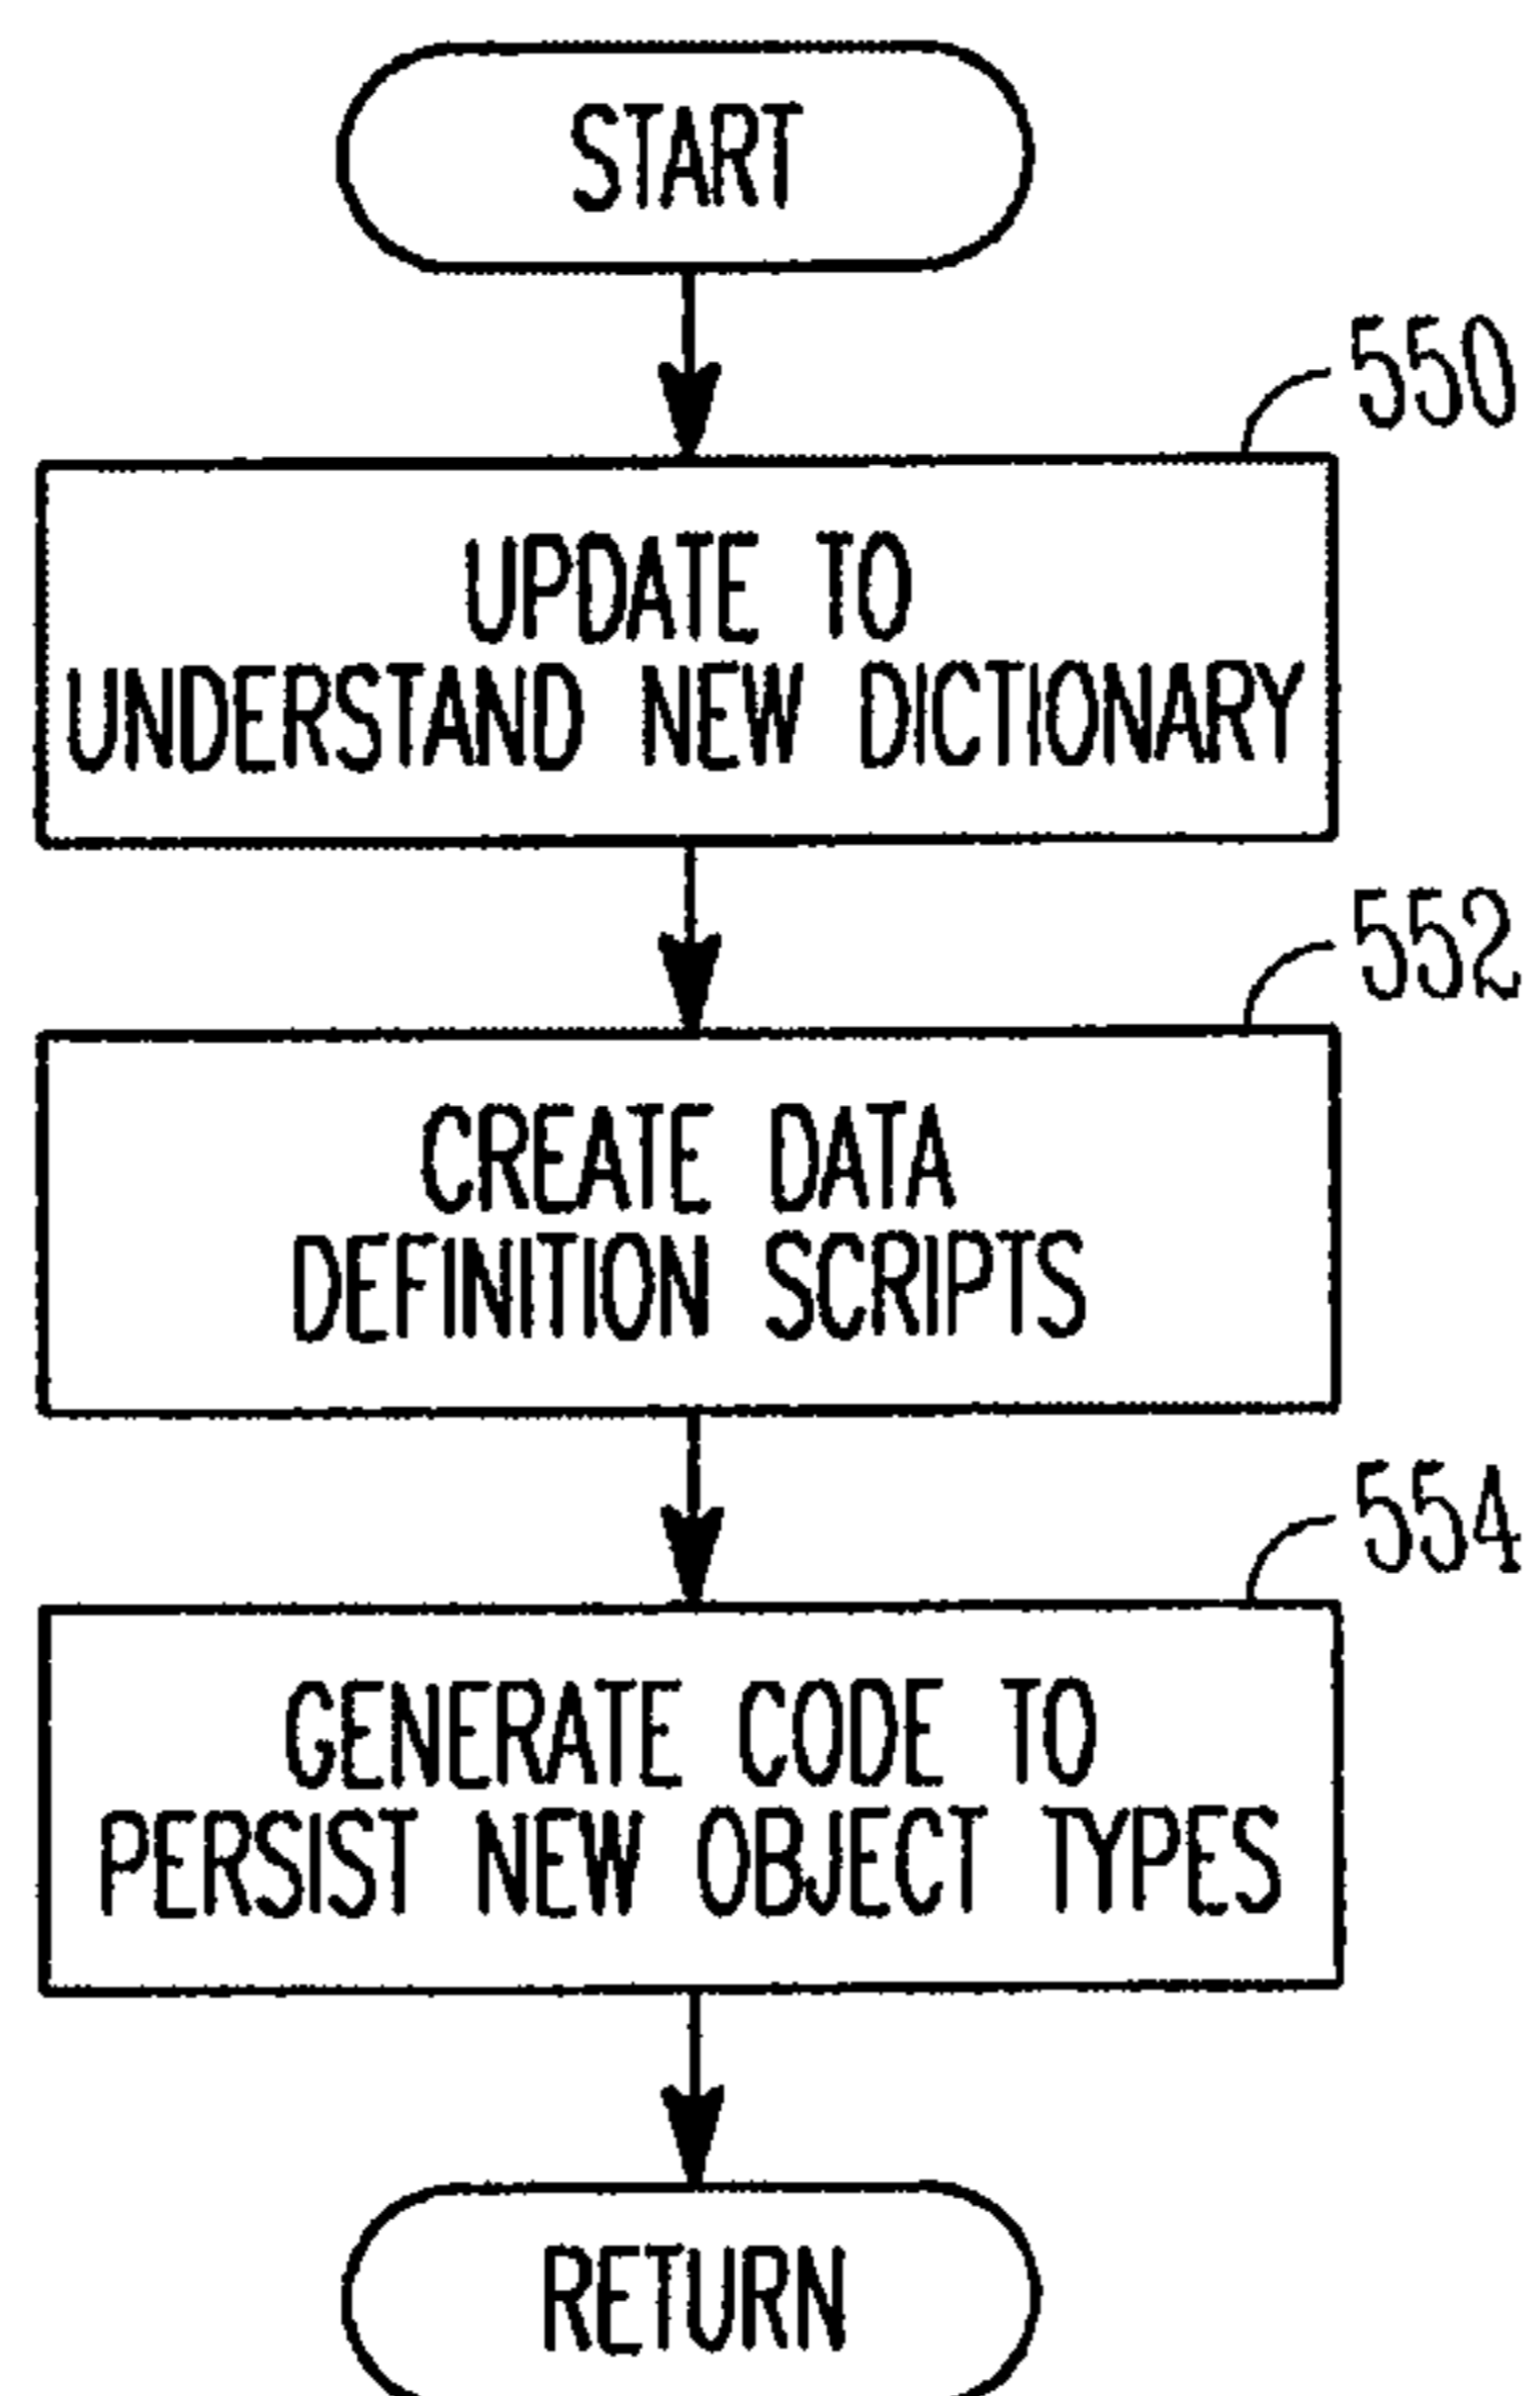 START
550
UPDATE TO
UNDERSTAND NEW DICTIONARY
552
CREATE DATA
DEFINITION SCRIPTS
554
GENERATE CODE TO
PERSIST NEW OBJECT TYPES
RETURN